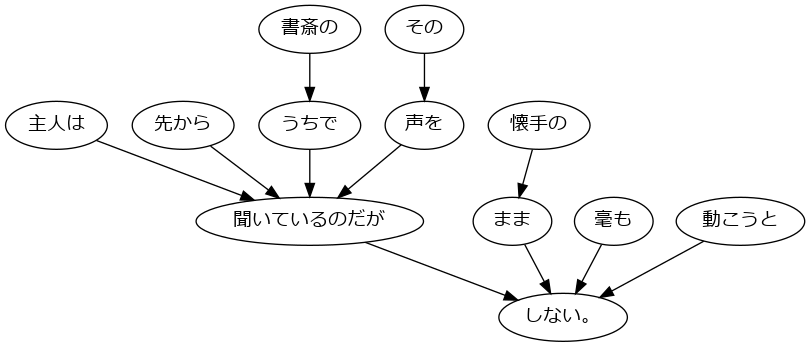 書斎の
その
主人は
先から
うちで
声を
懐手の
聞いているのだが
まま
毫も
動こうと
しない。